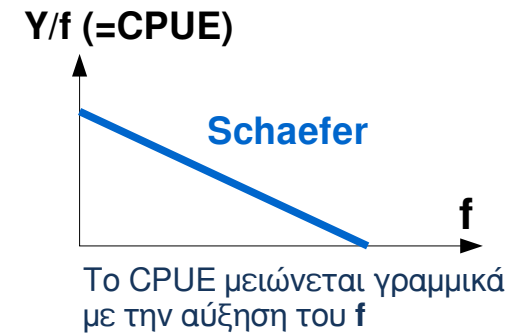 Y/f (=CPUE)
Schaefer
f
Το CPUE μειώνεται γραμμικά
με την αύξηση του f